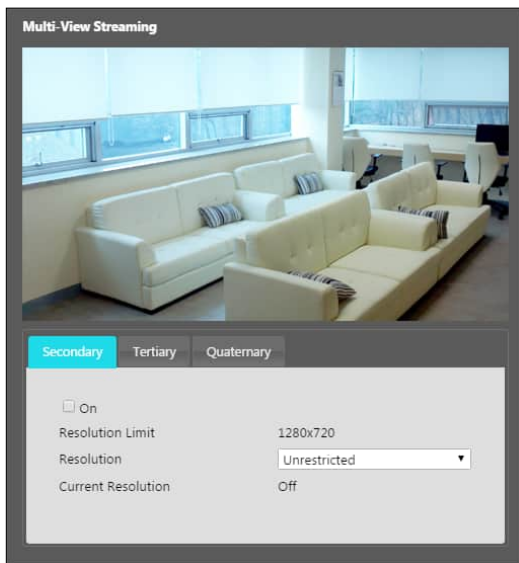 Multi-View Streaming
Secondary Tertiary Quaternary
On
Resolution Limit 1280x720
Resolution Unrestricted
Current Resolution Off